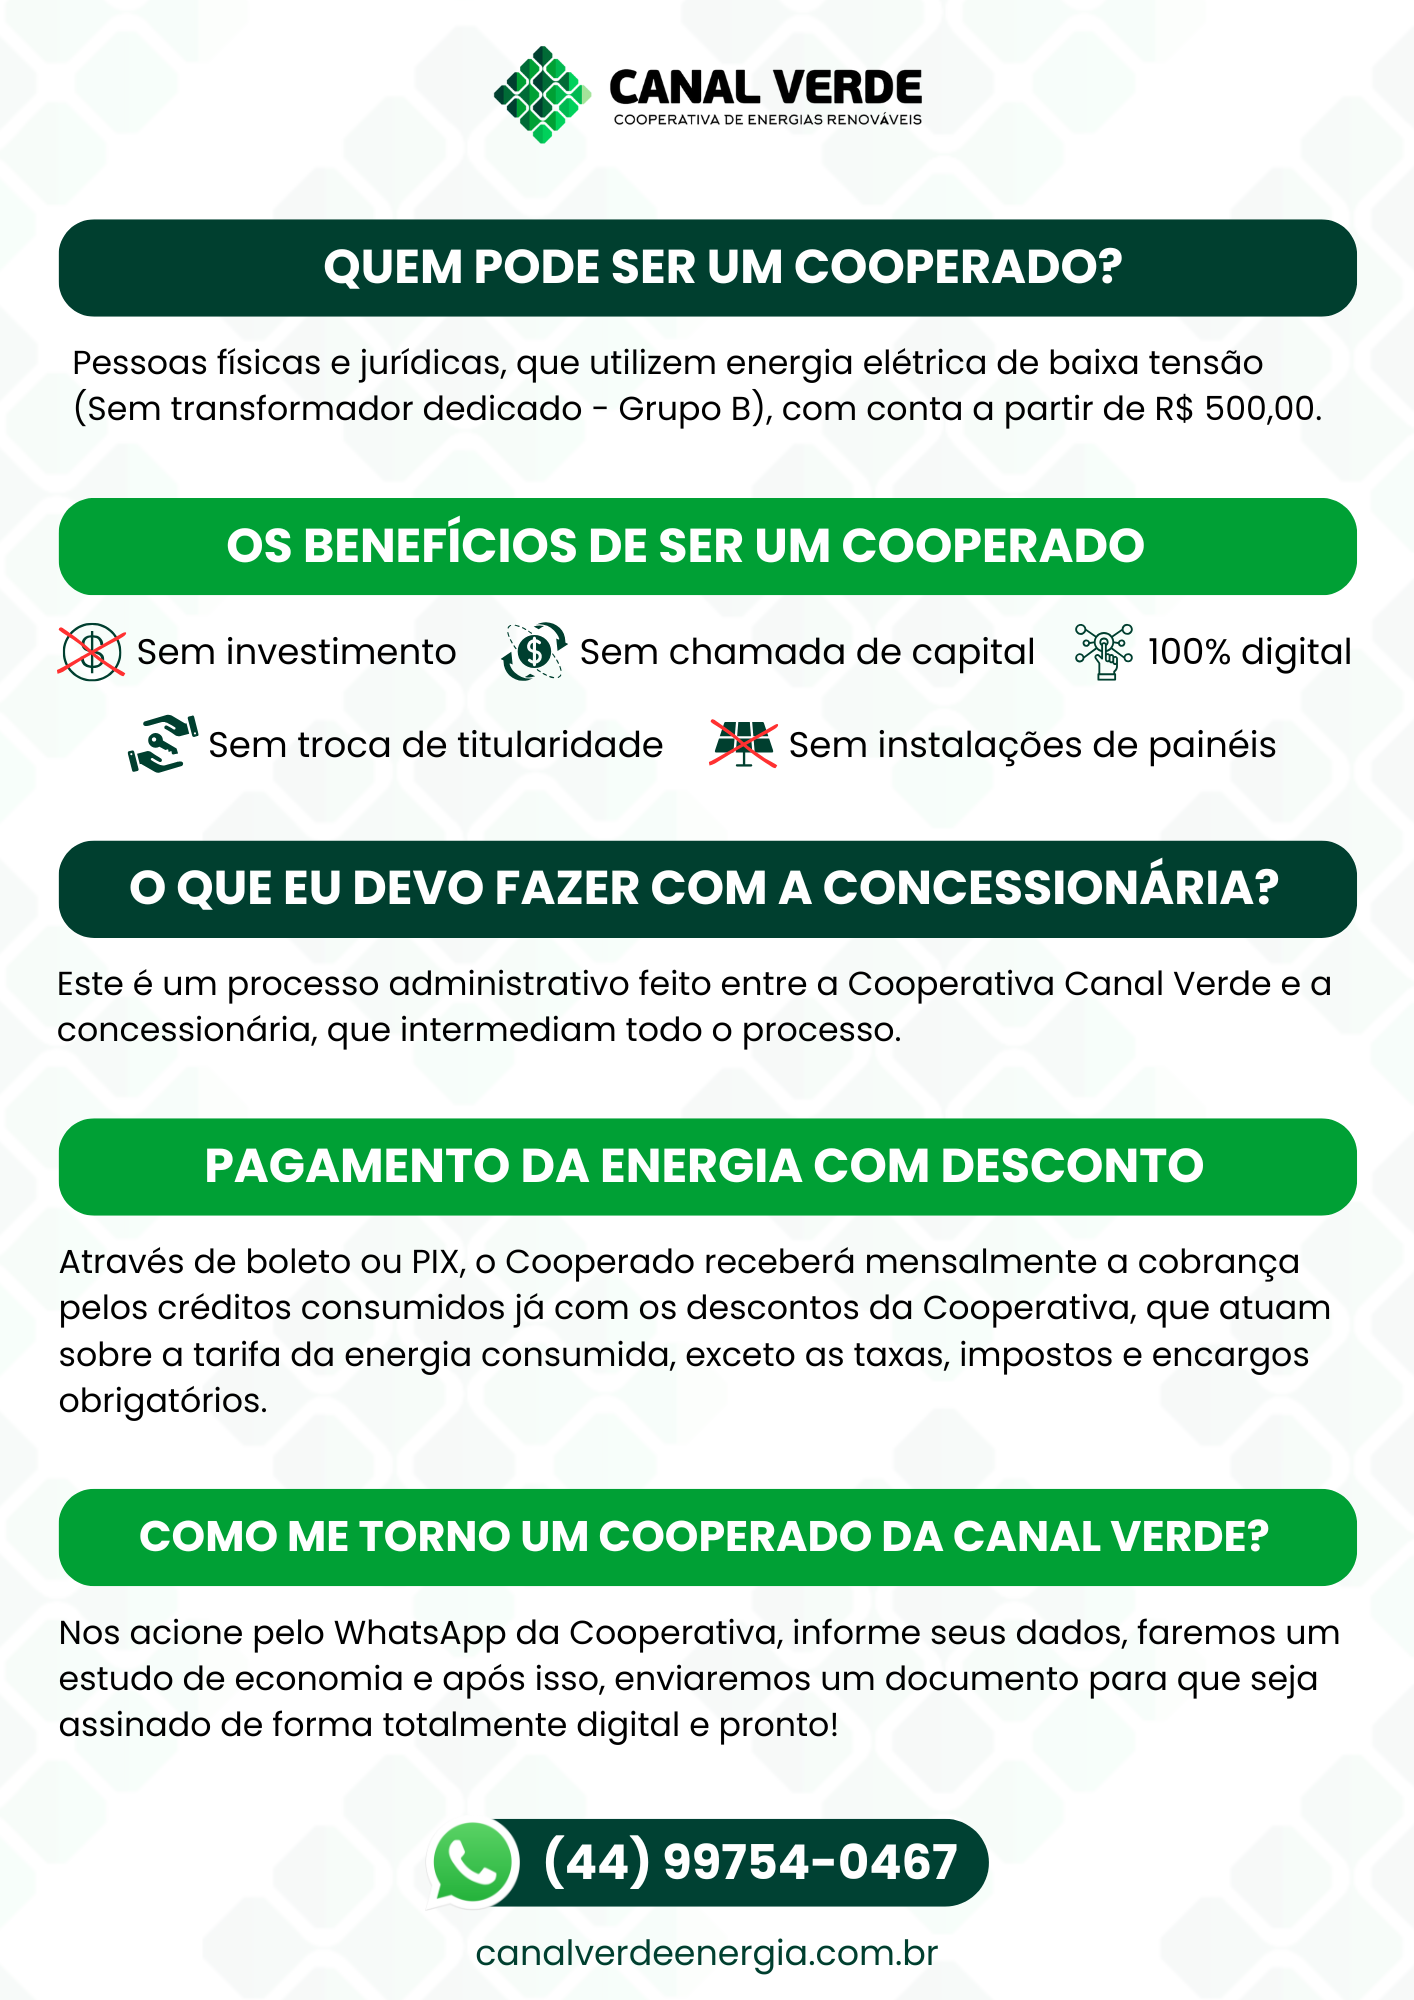 CANAL VERDE
COOPERATIVA DE ENERGIAS RENOVÁVEIS
QUEM PODE SER UM COOPERADO?
Pessoas físicas e jurídicas, que utilizem energia elétrica de baixa tensão
(Sem transformador dedicado - Grupo B), com conta a partir de R$ 500,00.
OS BENEFÍCIOS DE SER UM COOPERADO
Sem investimento Sem chamada de capital 100% digital
Sem troca de titularidade Sem instalações de painéis
O QUE EU DEVO FAZER COM A CONCESSIONÁRIA?
Este é um processo administrativo feito entre a Cooperativa Canal Verde e a
concessionária, que intermediam todo o processo.
PAGAMENTO DA ENERGIA COM DESCONTO
Através de boleto ou PIX, o Cooperado receberá mensalmente a cobrança
pelos créditos consumidos já com os descontos da Cooperativa, que atuam
sobre a tarifa da energia consumida, exceto as taxas, impostos e encargos
obrigatórios.
COMO ME TORNO UM COOPERADO DA CANAL VERDE?
Nos acione pelo WhatsApp da Cooperativa, informe seus dados, faremos um
estudo de economia e após isso, enviaremos um documento para que seja
assinado de forma totalmente digital e pronto!
(44) 99754-0467
canalverdeenergia.com.br